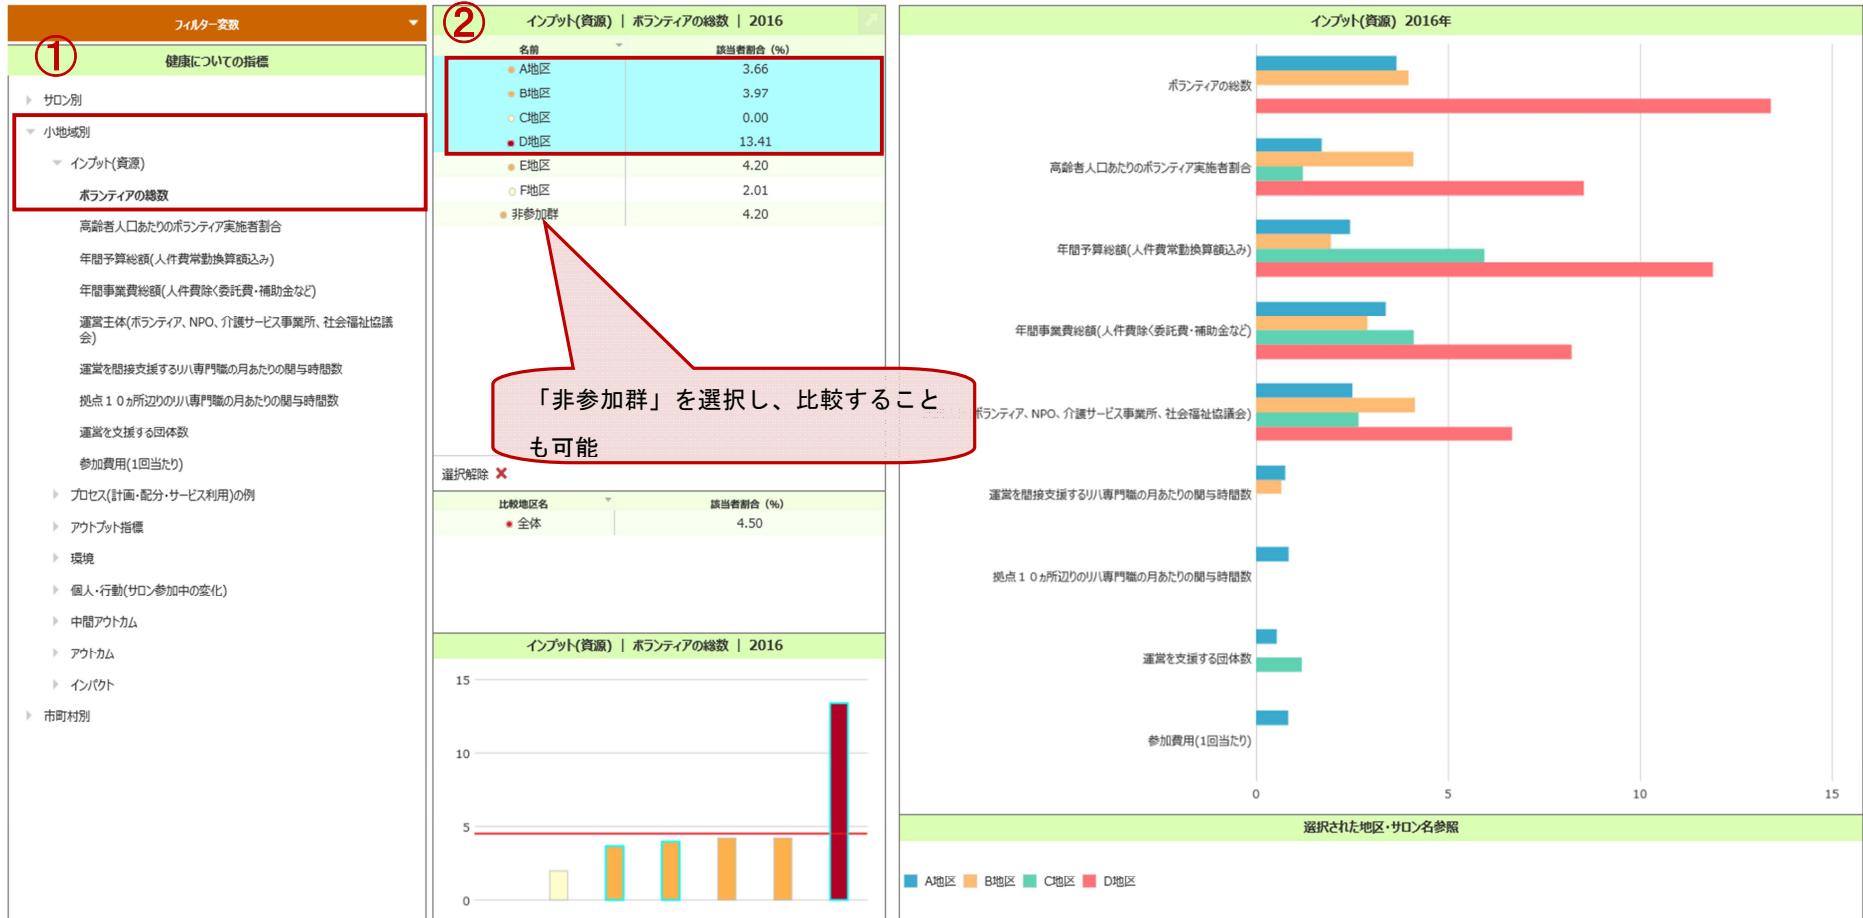 フィルター変数
①
健康についての指標
サロン別
小地域別
インプット(資源)
ボランティアの総数
高齢者人口あたりのボランティア実施者割合
年間予算総額(人件費常勤換算額込み)
年間事業費総額(人件費除く委託費・補助金など)
運営主体(ボランティア、NPO、介護サービス事業所、社会福祉協議
会)
運営を間接支援するリハ専門職の月あたりの関与時間数
拠点１０ヵ所辺りのリハ専門職の月あたりの関与時間数
運営を支援する団体数
参加費用(1回当たり)
プロセス(計画・配分・サービス利用)の例
アウトプット指標
環境
個人・行動(サロン参加中の変化)
中間アウトカム
アウトカム
インパクト
市町村別
②
インプット(資源) | ボランティアの総数 | 2016
名前 該当者割合 (%)
A地区 3.66
B地区 3.97
C地区 0.00
D地区 13.41
E地区 4.20
F地区 2.01
非参加群 4.20
「非参加群」を選択し、比較すること
も可能
選択解除
比較地区名 該当者割合 (%)
全体 4.50
インプット(資源) | ボランティアの総数 | 2016
15
10
5
0
インプット(資源) 2016年
ボランティアの総数
高齢者人口あたりのボランティア実施者割合
年間予算総額(人件費常勤換算額込み)
年間事業費総額(人件費除く委託費・補助金など)
ボランティア、NPO、介護サービス事業所、社会福祉協議会)
運営を間接支援するリハ専門職の月あたりの関与時間数
拠点１０ヵ所辺りのリハ専門職の月あたりの関与時間数
運営を支援する団体数
参加費用(1回当たり)
0 5 10 15
選択された地区・サロン名参照
A地区 B地区 C地区 D地区